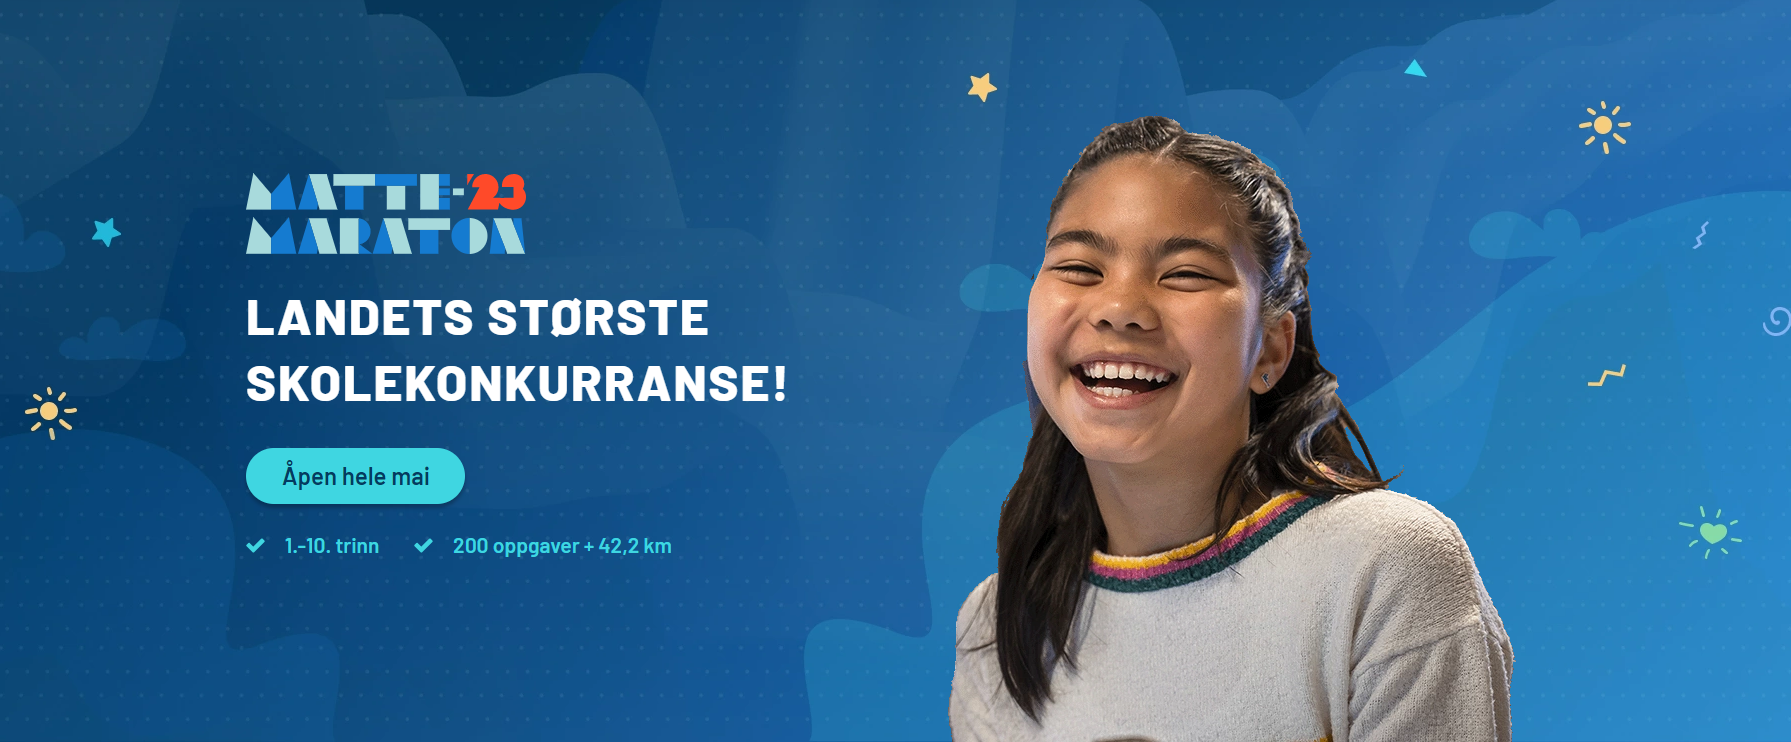 MATTE-'23
MARATON
LANDETS STØRSTE
SKOLEKONKURRANSE!
Åpen hele mai
1.-10. trinn
200 oppgaver + 42,2 km